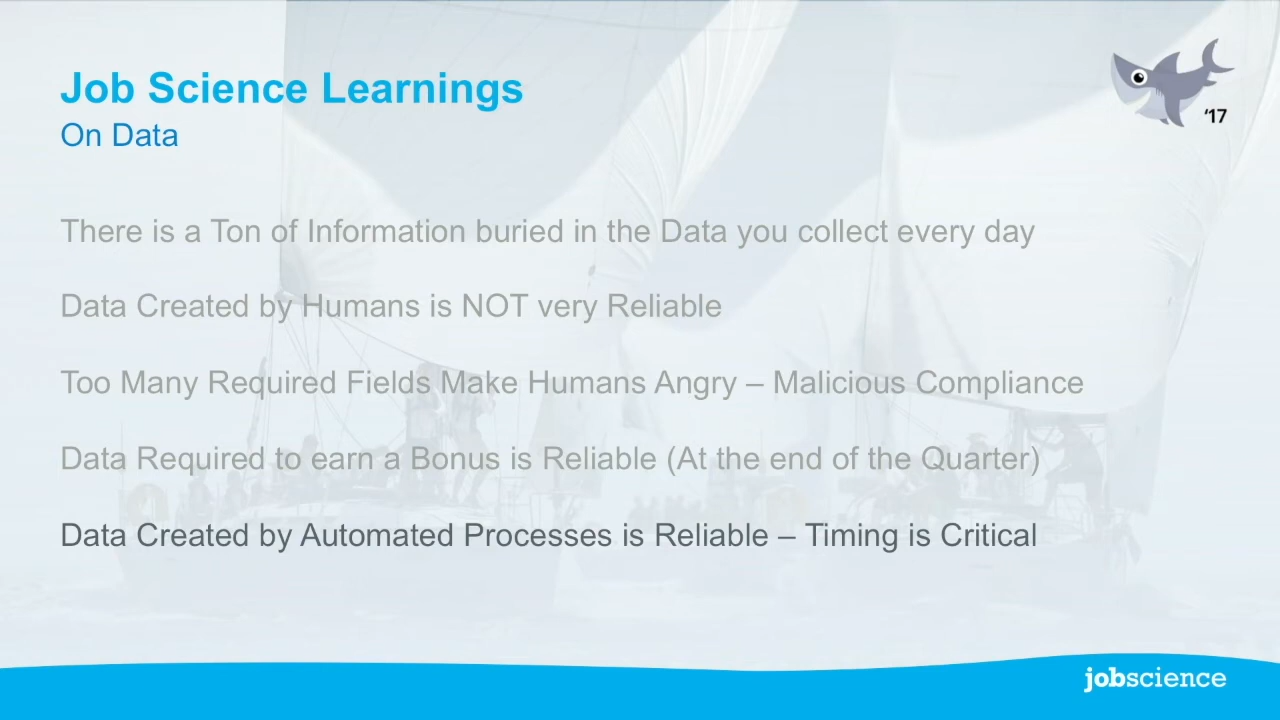 Job Science Learnings
On Data
‘17
There is a Ton of Information buried in the Data you collect every day
Data Created by Humans is NOT very Reliable
Too Many Required Fields Make Humans Angry – Malicious Compliance
Data Required to earn a Bonus is Reliable (At the end of the Quarter)
Data Created by Automated Processes is Reliable – Timing is Critical
jobscience